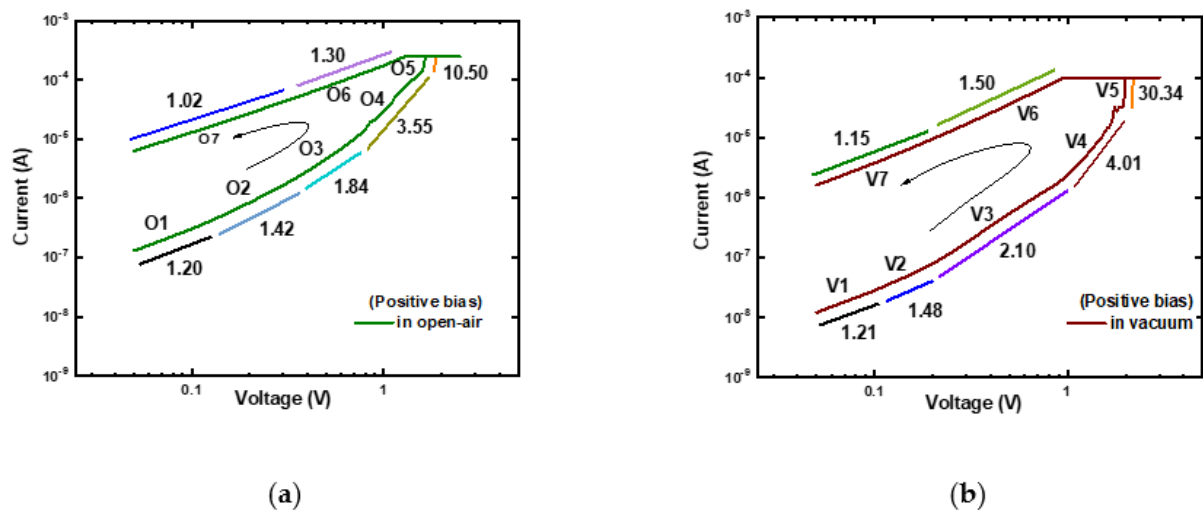 10⁻³
10⁻⁴
10⁻⁵
10⁻⁶
10⁻⁷
10⁻⁸
10⁻⁹
Current (A)
1.02
1.30
O5
10.50
O6
O4
O7
3.55
O3
O2
1.84
O1
1.42
1.20
(Positive bias)
in open-air
0.1
1
Voltage (V)
(a)
10⁻³
10⁻⁴
10⁻⁵
10⁻⁶
10⁻⁷
10⁻⁸
10⁻⁹
Current (A)
1.50
V5
30.34
1.15
V6
V4
V7
4.01
V3
2.10
V2
V1
1.48
1.21
(Positive bias)
in vacuum
0.1
1
Voltage (V)
(b)